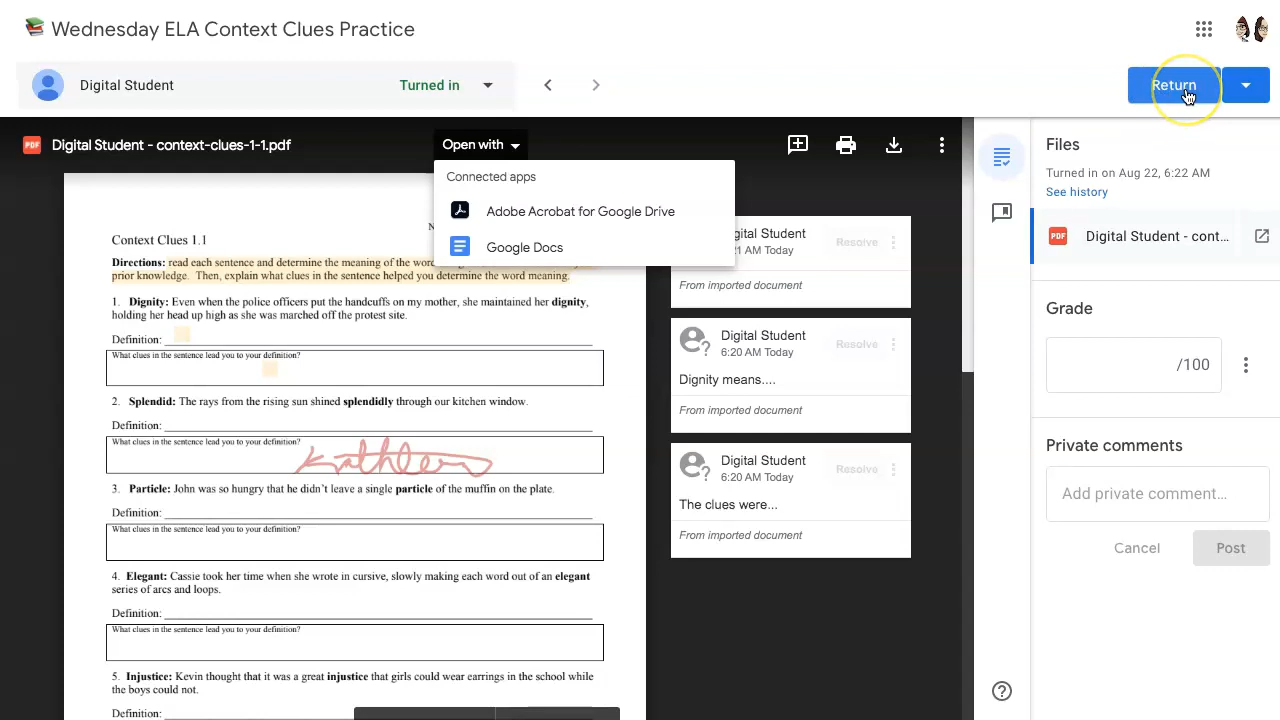 Wednesday ELA Context Clues Practice
Digital Student
Turned in
Return
Digital Student - context-clues-1-1.pdf
Open with
Connected apps
Adobe Acrobat for Google Drive
Google Docs
Context Clues 1.1
Directions: read each sentence and determine the meaning of the word
prior knowledge. Then, explain what clues in the sentence helped you determine the word meaning.
1. Dignity: Even when the police officers put the handcuffs on my mother, she maintained her dignity,
holding her head up high as she was marched off the protest site.
Definition:
What clues in the sentence lead you to your definition?
2. Splendid: The rays from the rising sun shined splendidly through our kitchen window.
Definition:
What clues in the sentence lead you to your definition?
Kathleen
3. Particle: John was so hungry that he didn't leave a single particle of the muffin on the plate.
Definition:
What clues in the sentence lead you to your definition?
4. Elegant: Cassie took her time when she wrote in cursive, slowly making each word out of an elegant
series of arcs and loops.
Definition:
What clues in the sentence lead you to your definition?
5. Injustice: Kevin thought that it was a great injustice that girls could wear earrings in the school while
the boys could not.
Definition:
Student
AM Today
Resolve
From imported document
Digital Student
6:20 AM Today
Resolve
Dignity means....
From imported document
Digital Student
6:20 AM Today
Resolve
The clues were...
From imported document
Files
Turned in on Aug 22, 6:22 AM
See history
PDF
Digital Student - cont...
Grade
/100
Private comments
Add private comment...
Cancel
Post